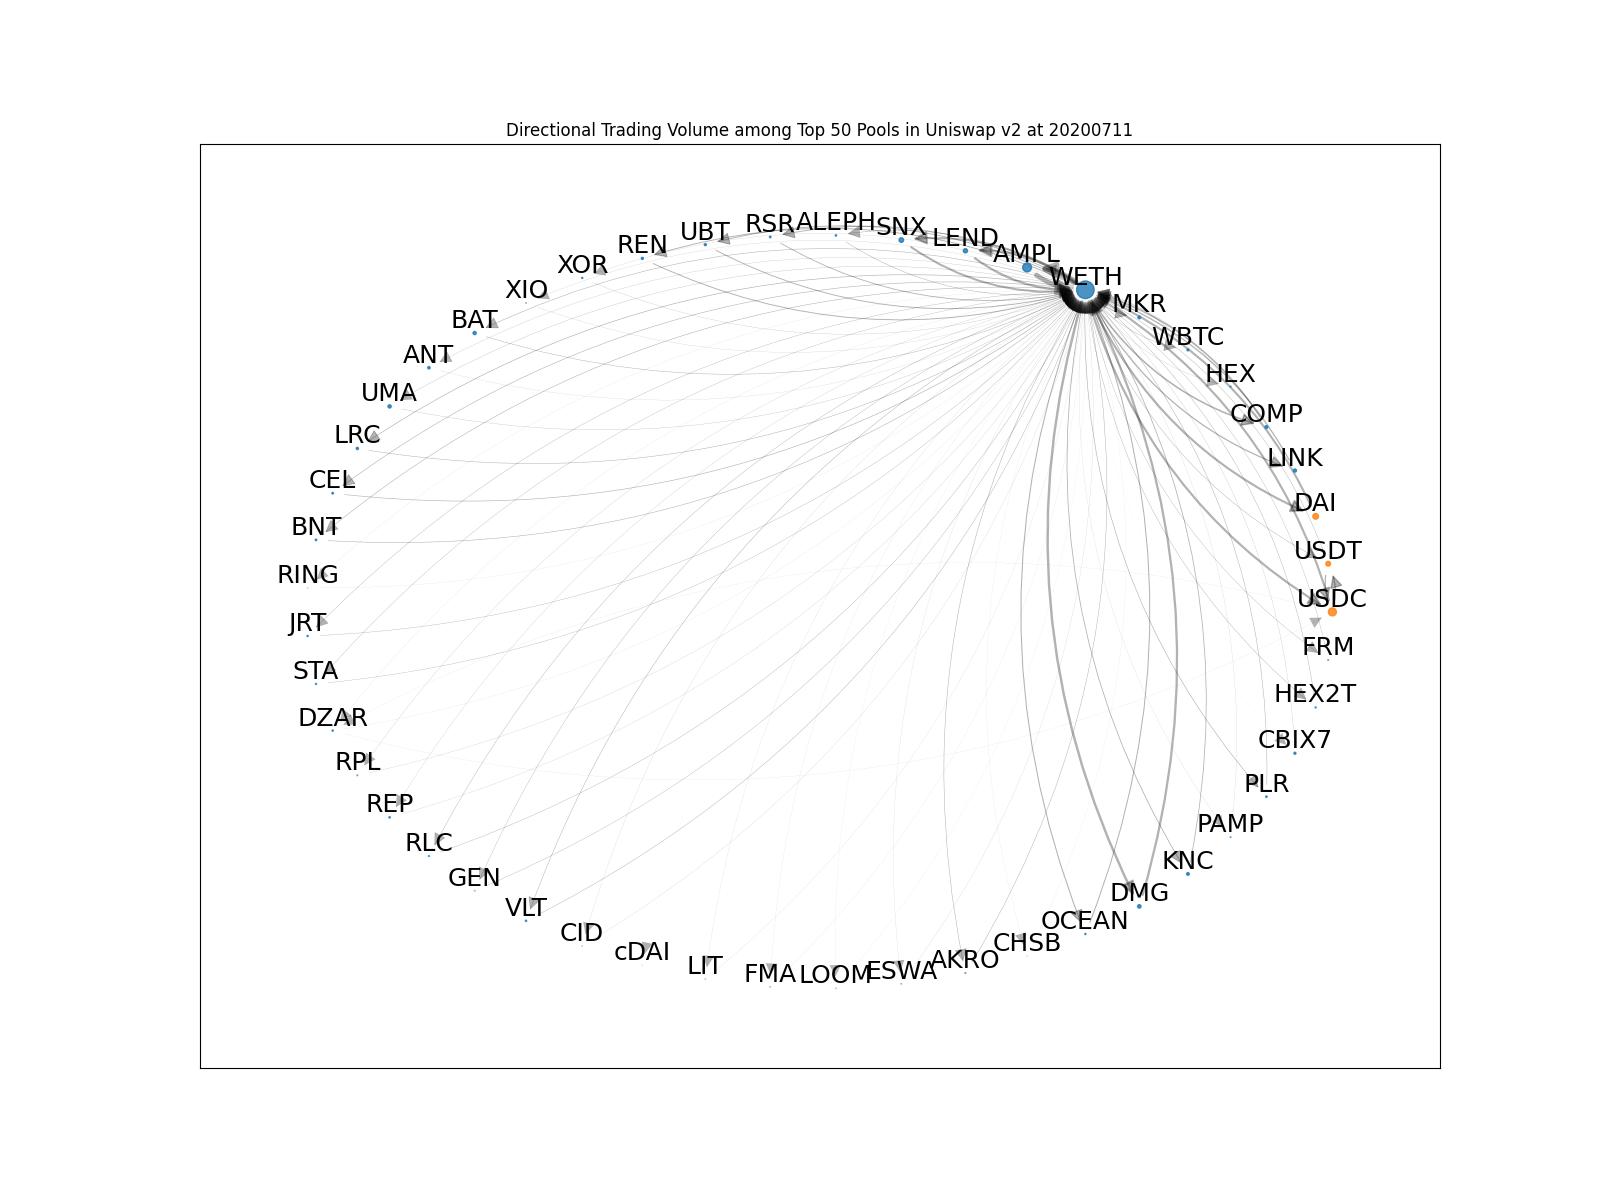 Directional Trading Volume among Top 50 Pools in Uniswap v2 at 20200711
RSR
ALEPH
SNX
UBT
LEND
REN
AMPL
XOR
WETH
XIO
MKR
BAT
WBTC
ANT
HEX
UMA
COMP
LRC
LINK
CEL
DAI
BNT
USDT
RING
USDC
JRT
FRM
STA
HEX2T
DZAR
CBIX7
RPL
PLR
REP
PAMP
RLC
KNC
GEN
DMG
VLT
OCEAN
CID
CHSB
cDAI
AKRO
LIT
ESWA
FMA
LOOM